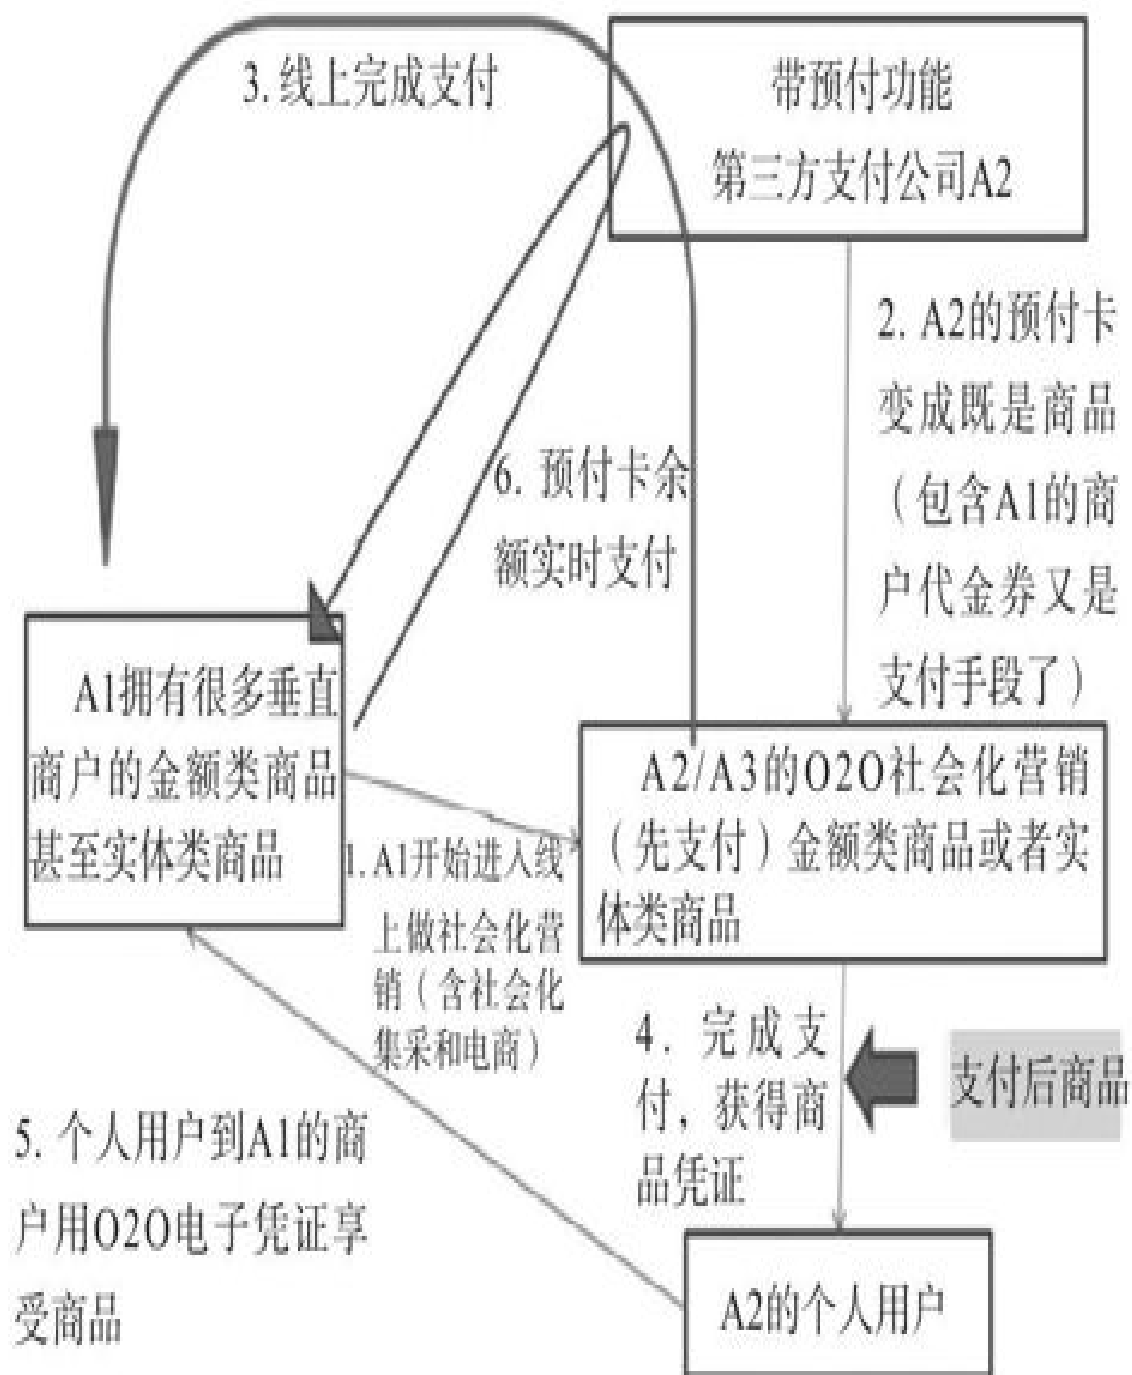 3. 线上完成支付
带预付功能
第三方支付公司A2
2. A2的预付卡
变成既是商品
（包含A1的商
户代金券又是
支付手段了）
6. 预付卡余
额实时支付
A1拥有很多垂直
商户的金额类商品
甚至实体类商品
1. A1开始进入线
上做社会化营
销（含社会化
集采和电商）
A2/A3的O2O社会化营销
（先支付）金额类商品或者实
体类商品
4. 完成支
付，获得商
品凭证
支付后商品
5. 个人用户到A1的商
户用O2O电子凭证享
受商品
A2的个人用户